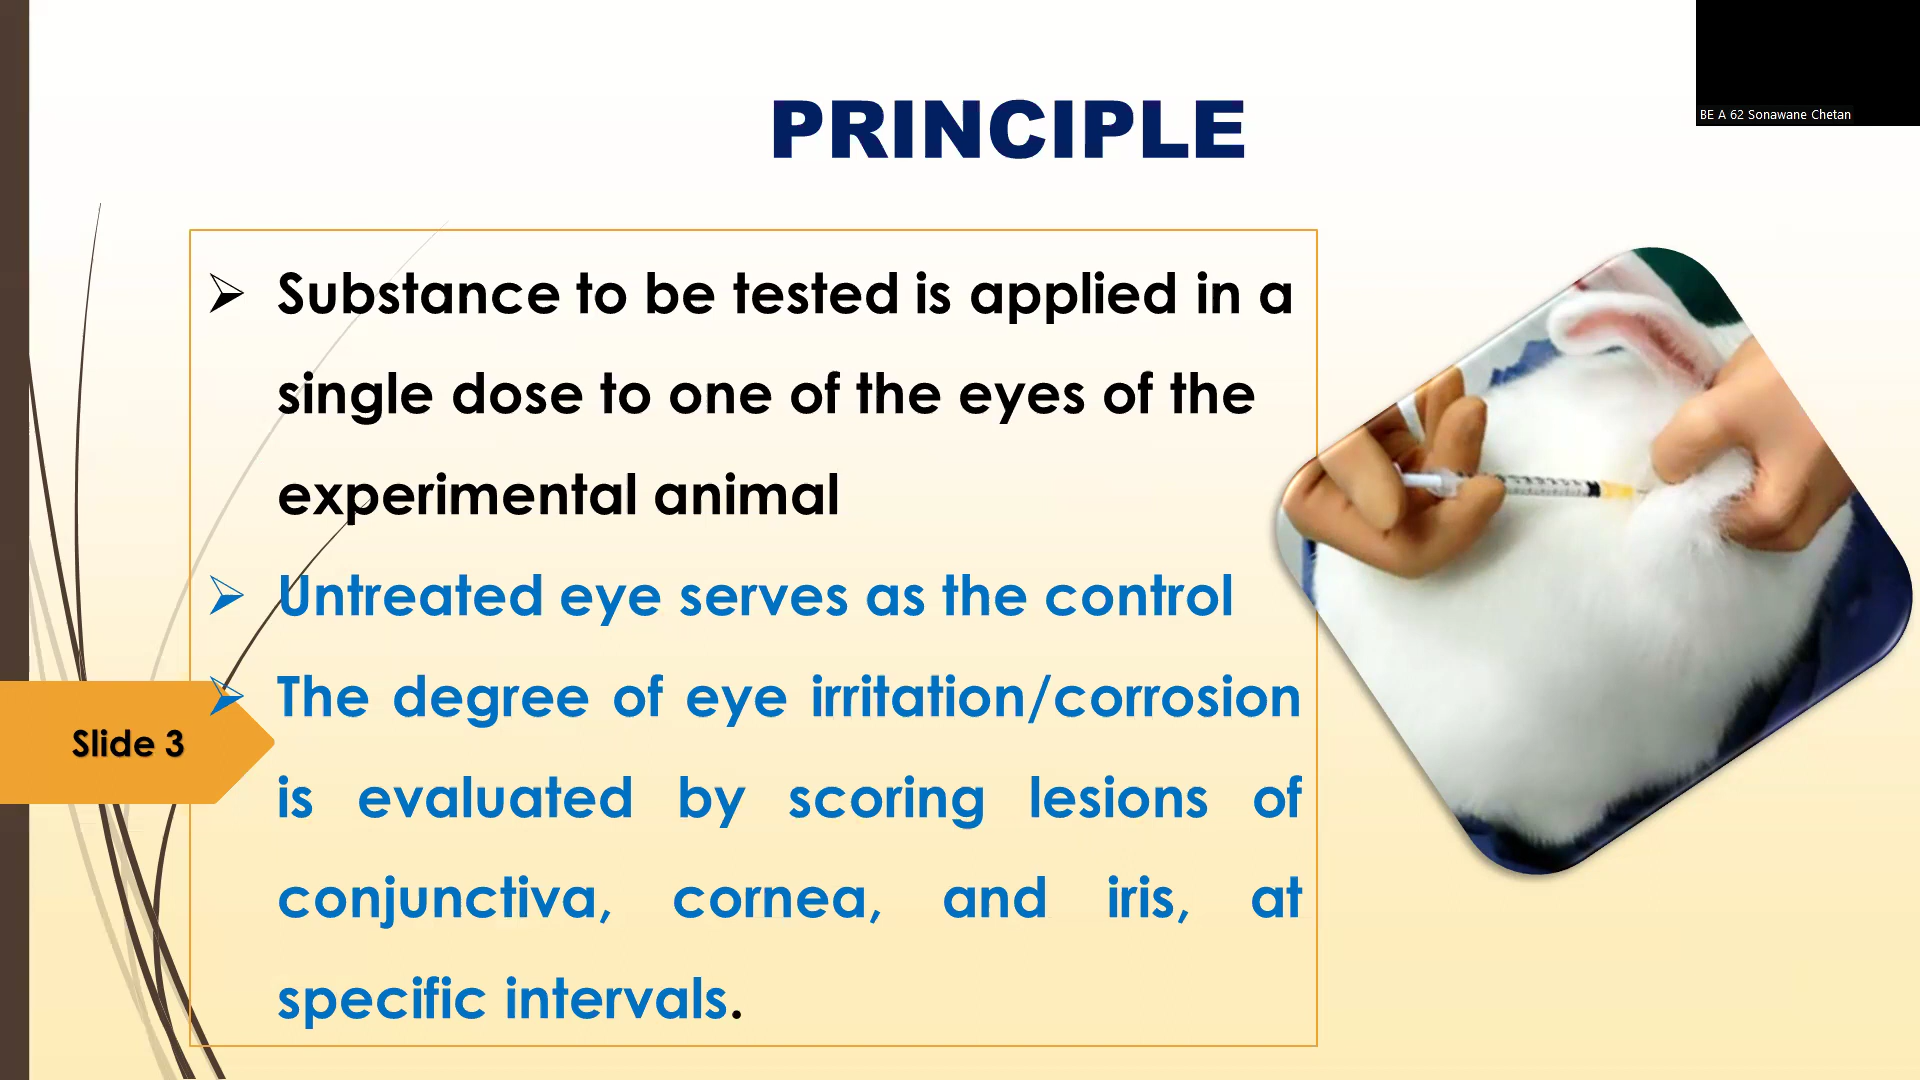 BE A 62 Sonawane Chetan
PRINCIPLE
Substance to be tested is applied in a
single dose to one of the eyes of the
experimental animal
Untreated eye serves as the control
The degree of eye irritation/corrosion
is evaluated by scoring lesions of
conjunctiva, cornea, and iris, at
specific intervals.
Slide 3